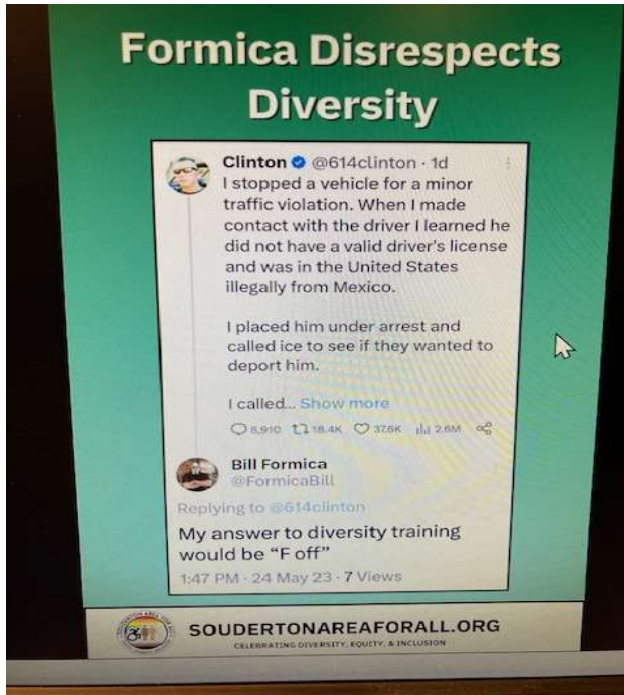 Formica Disrespects
Diversity
Clinton @614clinton · 1d
I stopped a vehicle for a minor
traffic violation. When I made
contact with the driver I learned he
did not have a valid driver's license
and was in the United States
illegally from Mexico.
I placed him under arrest and
called ice to see if they wanted to
deport him.
I called... Show more
8,910 18.4K 37.6K 2.6M
Bill Formica
@FormicaBill
Replying to @614clinton
My answer to diversity training
would be “F off”
1:47 PM · 24 May 23 · 7 Views
SOUDERTONAREAFORALL.ORG
CELEBRATING DIVERSITY, EQUITY, & INCLUSION